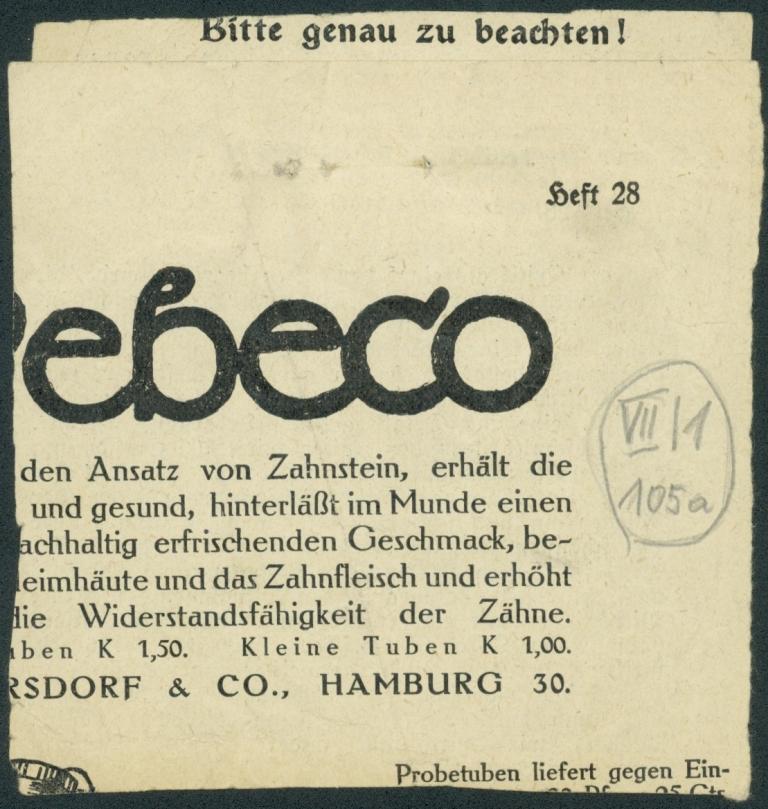 Bitte genau zu beachten!
Heft 28
ebeco
VII/1
105a
den Ansatz von Zahnstein, erhält die
und gesund, hinterläßt im Munde einen
achhaltig erfrischenden Geschmack, be-
eimhäute und das Zahnfleisch und erhöht
die Widerstandsfähigkeit der Zähne.
uben K 1,50. Kleine Tuben K 1,00.
RSDORF & CO., HAMBURG 30.
Probetuben liefert gegen Ein-